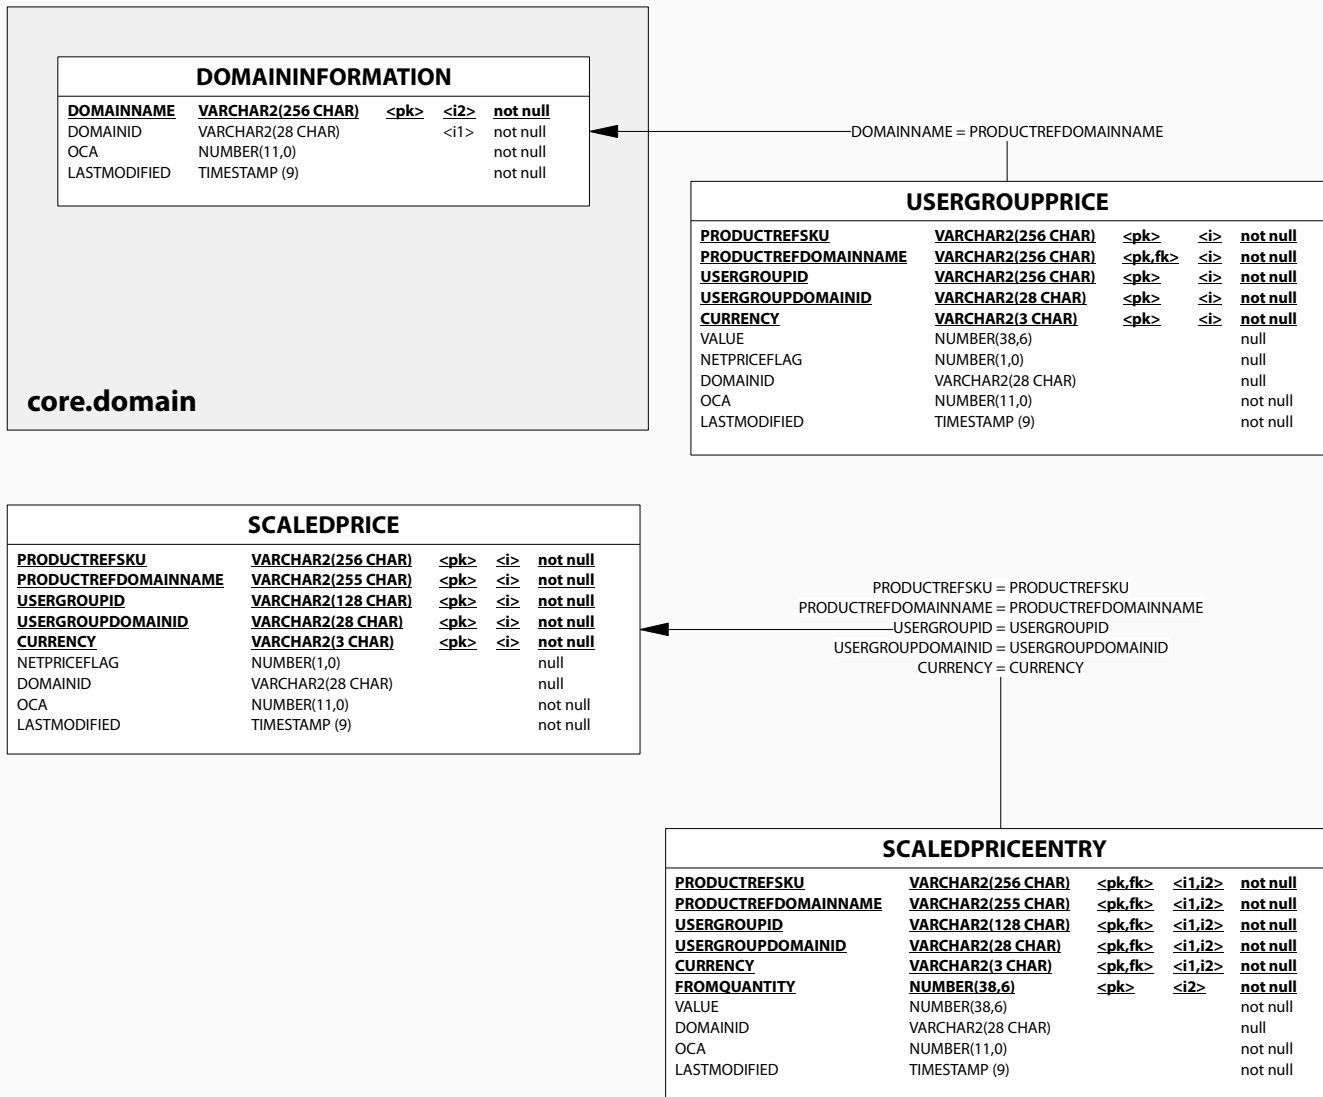 DOMAININFORMATION
DOMAINNAME VARCHAR2(256 CHAR) <pk> <i2> not null
DOMAINID VARCHAR2(28 CHAR) <i1> not null
OCA NUMBER(11,0) not null
LASTMODIFIED TIMESTAMP (9) not null
core.domain
DOMAINNAME = PRODUCTREFDOMAINNAME
USERGROUPPRICE
PRODUCTREFSKU VARCHAR2(256 CHAR) <pk> <i> not null
PRODUCTREFDOMAINNAME VARCHAR2(256 CHAR) <pk,fk> <i> not null
USERGROUPID VARCHAR2(256 CHAR) <pk> <i> not null
USERGROUPDOMAINID VARCHAR2(28 CHAR) <pk> <i> not null
CURRENCY VARCHAR2(3 CHAR) <pk> <i> not null
VALUE NUMBER(38,6) null
NETPRICEFLAG NUMBER(1,0) null
DOMAINID VARCHAR2(28 CHAR) null
OCA NUMBER(11,0) not null
LASTMODIFIED TIMESTAMP (9) not null
SCALEDPRICE
PRODUCTREFSKU VARCHAR2(256 CHAR) <pk> <i> not null
PRODUCTREFDOMAINNAME VARCHAR2(255 CHAR) <pk> <i> not null
USERGROUPID VARCHAR2(128 CHAR) <pk> <i> not null
USERGROUPDOMAINID VARCHAR2(28 CHAR) <pk> <i> not null
CURRENCY VARCHAR2(3 CHAR) <pk> <i> not null
NETPRICEFLAG NUMBER(1,0) null
DOMAINID VARCHAR2(28 CHAR) null
OCA NUMBER(11,0) not null
LASTMODIFIED TIMESTAMP (9) not null
PRODUCTREFSKU = PRODUCTREFSKU
PRODUCTREFDOMAINNAME = PRODUCTREFDOMAINNAME
USERGROUPID = USERGROUPID
USERGROUPDOMAINID = USERGROUPDOMAINID
CURRENCY = CURRENCY
SCALEDPRICEENTRY
PRODUCTREFSKU VARCHAR2(256 CHAR) <pk,fk> <i1,i2> not null
PRODUCTREFDOMAINNAME VARCHAR2(255 CHAR) <pk,fk> <i1,i2> not null
USERGROUPID VARCHAR2(128 CHAR) <pk,fk> <i1,i2> not null
USERGROUPDOMAINID VARCHAR2(28 CHAR) <pk,fk> <i1,i2> not null
CURRENCY VARCHAR2(3 CHAR) <pk,fk> <i1,i2> not null
FROMQUANTITY NUMBER(38,6) <pk> <i2> not null
VALUE NUMBER(38,6) not null
DOMAINID VARCHAR2(28 CHAR) null
OCA NUMBER(11,0) not null
LASTMODIFIED TIMESTAMP (9) not null